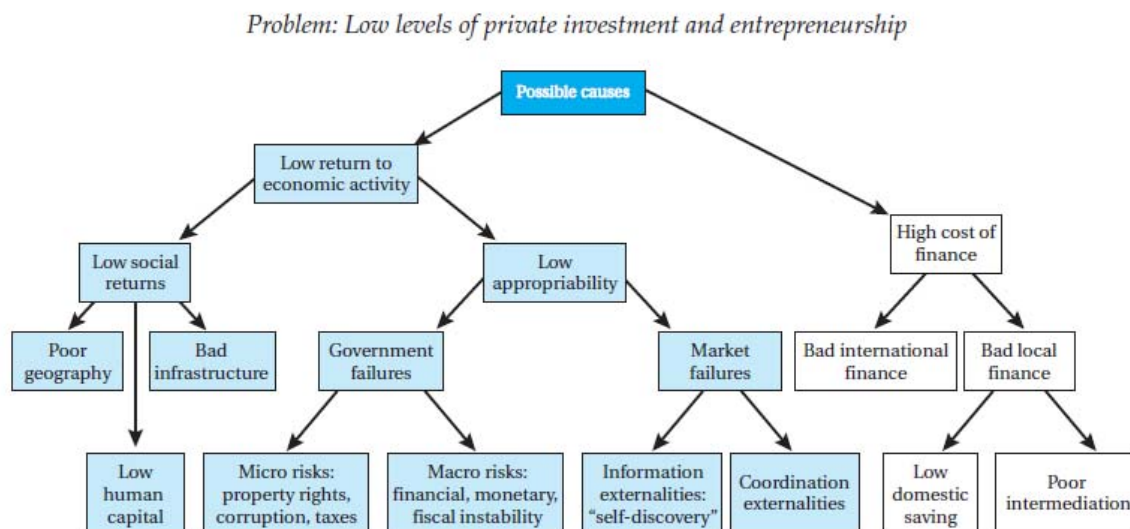 Problem: Low levels of private investment and entrepreneurship
Possible causes
Low return to
economic activity
High cost of
finance
Low social
returns
Low
appropriability
Poor
geography
Bad
infrastructure
Government
failures
Market
failures
Bad international
finance
Bad local
finance
Low
human
capital
Micro risks:
property rights,
corruption, taxes
Macro risks:
financial, monetary,
fiscal instability
Information
externalities:
“self-discovery”
Coordination
externalities
Low
domestic
saving
Poor
intermediation